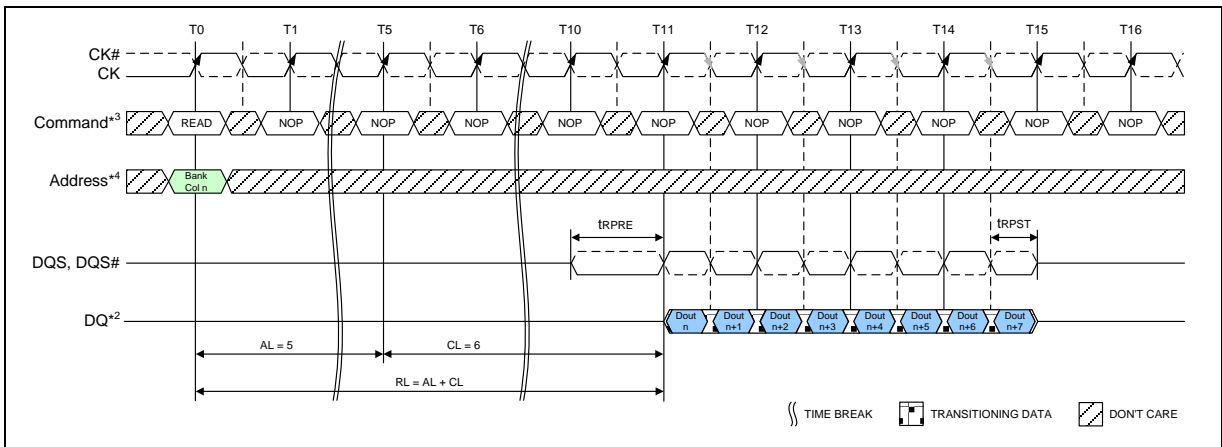 T0 T1 T5 T6 T10 T11 T12 T13 T14 T15 T16
CK#
CK
Command*3 READ NOP NOP NOP NOP NOP NOP NOP NOP NOP NOP
Address*4 Bank Col n
tRPRE tRPST
DQS, DQS#
DQ*2 Dout n Dout n+1 Dout n+2 Dout n+3 Dout n+4 Dout n+5 Dout n+6 Dout n+7
AL = 5 CL = 6
RL = AL + CL
TIME BREAK TRANSITIONING DATA DON'T CARE